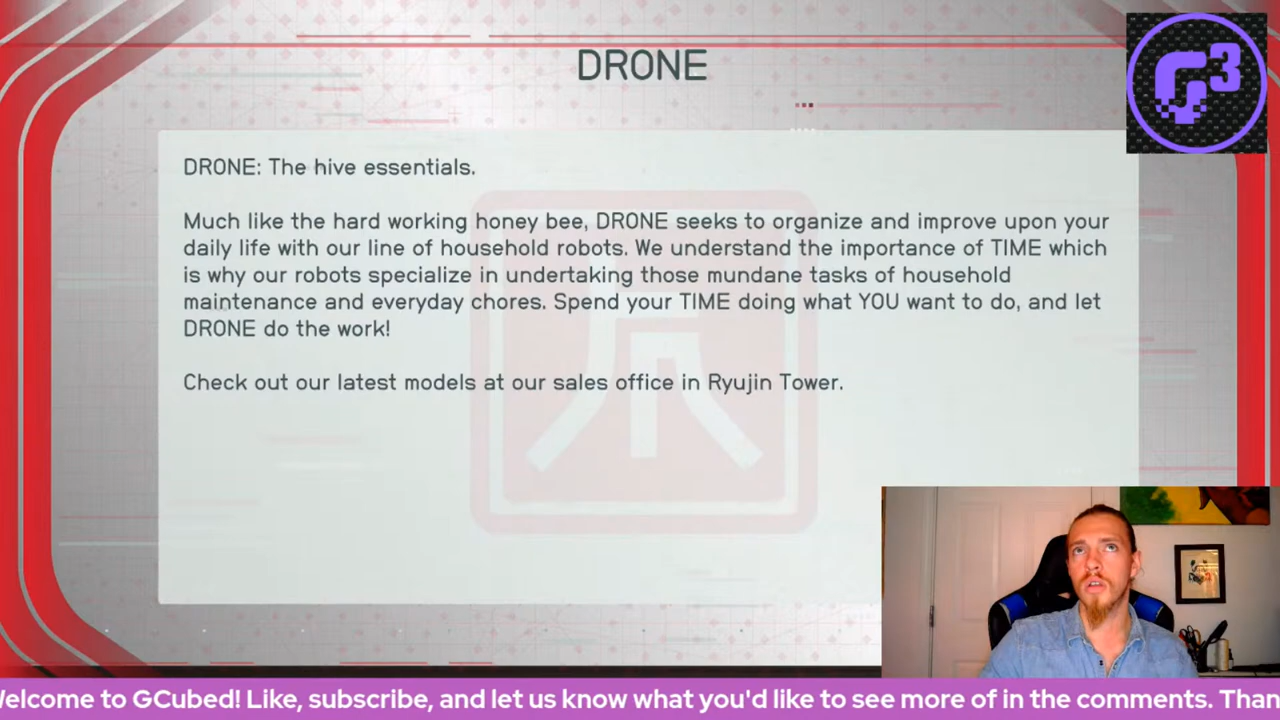 DRONE
G3
DRONE: The hive essentials.
Much like the hard working honey bee, DRONE seeks to organize and improve upon your
daily life with our line of household robots. We understand the importance of TIME which
is why our robots specialize in undertaking those mundane tasks of household
maintenance and everyday chores. Spend your TIME doing what YOU want to do, and let
DRONE do the work!
Check out our latest models at our sales office in Ryujin Tower.
Welcome to GCubed! Like, subscribe, and let us know what you'd like to see more of in the comments. Than